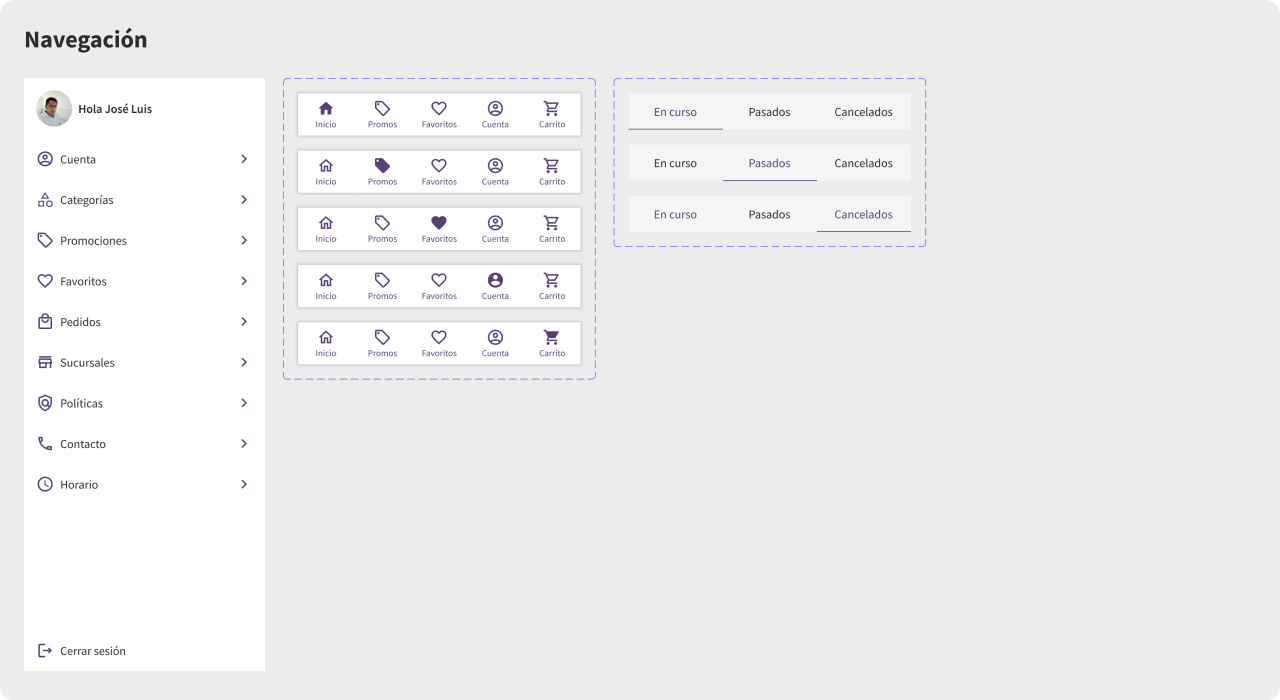 Navegación
Hola José Luis
Cuenta
Categorías
Promociones
Favoritos
Pedidos
Sucursales
Políticas
Contacto
Horario
Cerrar sesión
Inicio Promos Favoritos Cuenta Carrito
Inicio Promos Favoritos Cuenta Carrito
Inicio Promos Favoritos Cuenta Carrito
Inicio Promos Favoritos Cuenta Carrito
Inicio Promos Favoritos Cuenta Carrito
En curso Pasados Cancelados
En curso Pasados Cancelados
En curso Pasados Cancelados